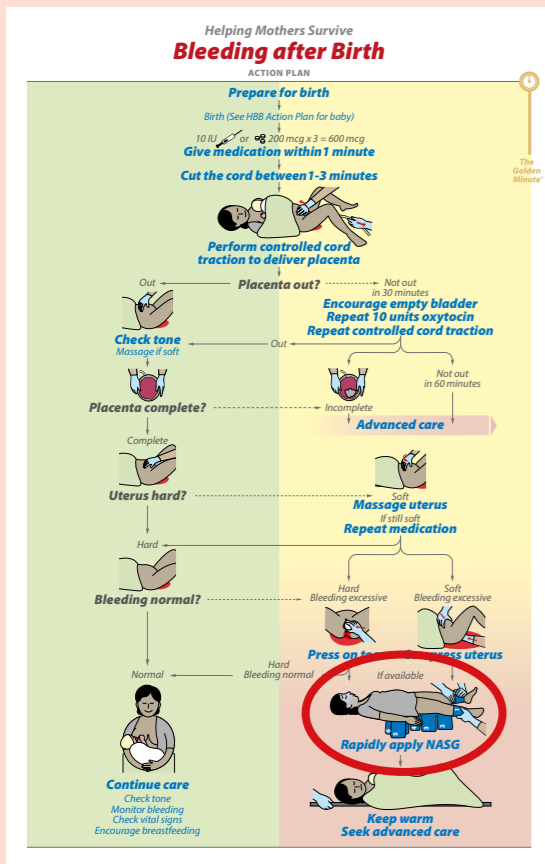 Helping Mothers Survive
Bleeding after Birth
ACTION PLAN
Prepare for birth
Birth (See HBB Action Plan for baby)
10 IU or 200 mcg x 3 = 600 mcg
Give medication within 1 minute
The
Golden
Minute
Cut the cord between 1-3 minutes
Perform controlled cord
traction to deliver placenta
Out
Placenta out?
Not out
in 30 minutes
Encourage empty bladder
Repeat 10 units oxytocin
Repeat controlled cord traction
Check tone
Massage if soft
Out
Not out
in 60 minutes
Placenta complete?
Incomplete
Advanced care
Complete
Uterus hard?
Soft
Massage uterus
If still soft
Repeat medication
Hard
Bleeding normal?
Hard
Bleeding excessive
Soft
Bleeding excessive
Press on uterus
Normal
Hard
Bleeding normal
If available
Rapidly apply NASG
Continue care
Check tone
Monitor bleeding
Check vital signs
Encourage breastfeeding
Keep warm
Seek advanced care